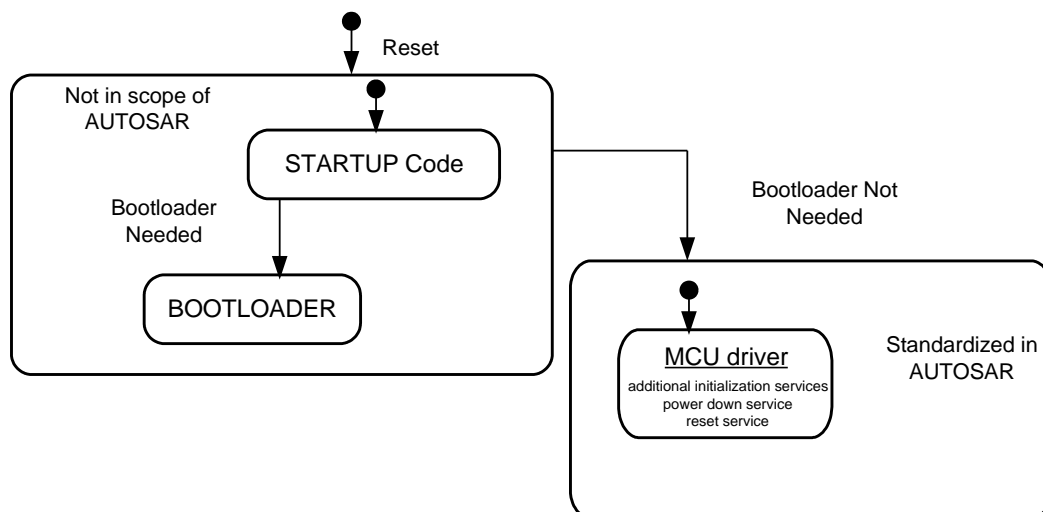 Reset
Not in scope of
AUTOSAR
STARTUP Code
Bootloader
Needed
BOOTLOADER
Bootloader Not
Needed
MCU driver
additional initialization services
power down service
reset service
Standardized in
AUTOSAR